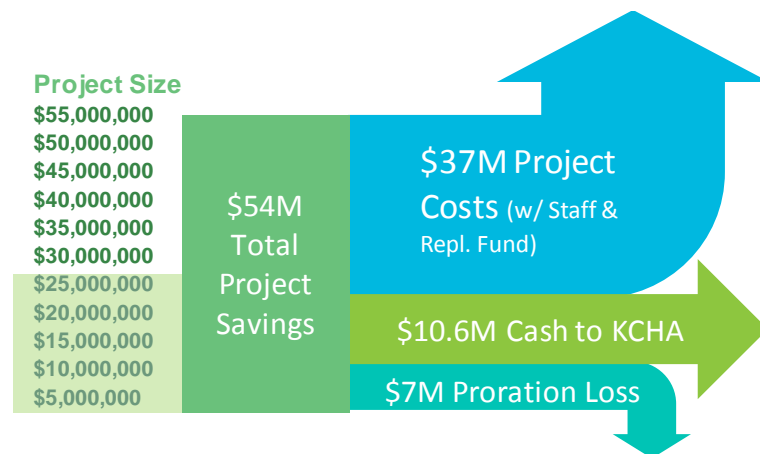 Project Size
$55,000,000
$50,000,000
$45,000,000
$40,000,000
$35,000,000
$30,000,000
$25,000,000
$20,000,000
$15,000,000
$10,000,000
$5,000,000
$54M
Total
Project
Savings
$37M Project
Costs (w/ Staff &
Repl. Fund)
$10.6M Cash to KCHA
$7M Proration Loss